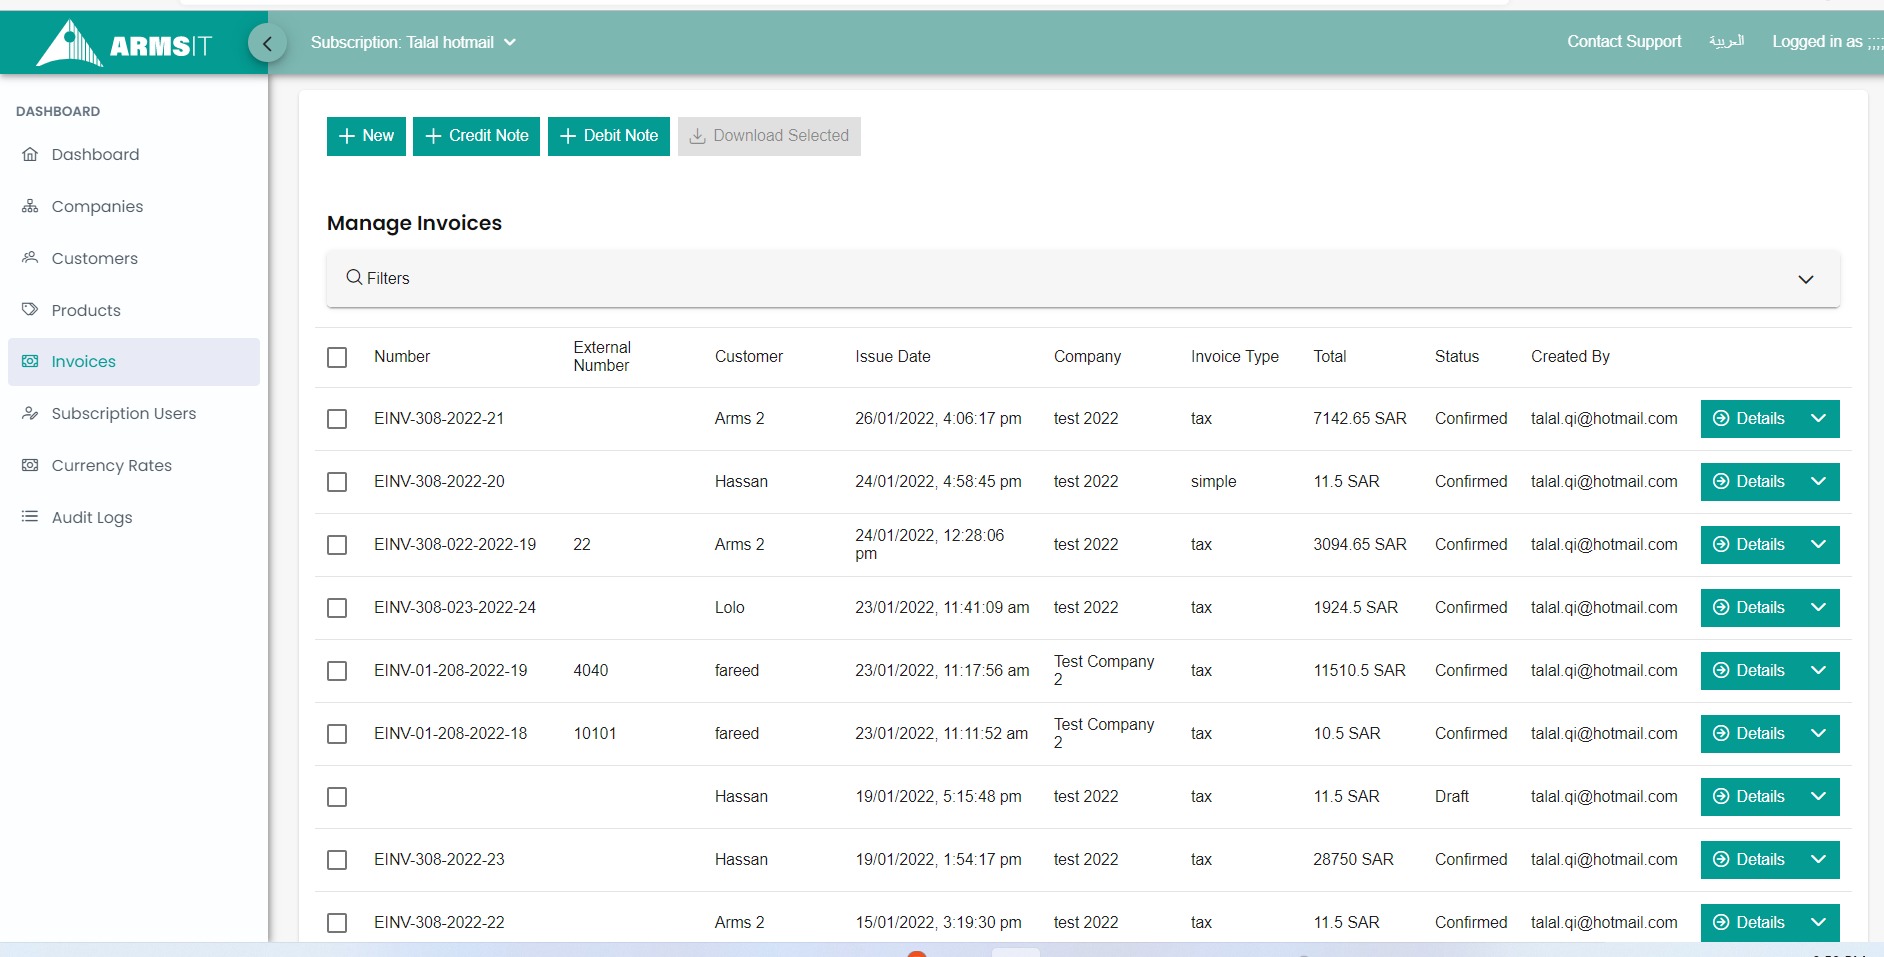 ARMSIT
Subscription: Talal hotmail
Contact Support
العربية
Logged in as ;;;;
DASHBOARD
Dashboard
Companies
Customers
Products
Invoices
Subscription Users
Currency Rates
Audit Logs
New
Credit Note
Debit Note
Download Selected
Manage Invoices
Filters
Number External Number Customer Issue Date Company Invoice Type Total Status Created By
EINV-308-2022-21 Arms 2 26/01/2022, 4:06:17 pm test 2022 tax 7142.65 SAR Confirmed talal.qi@hotmail.com Details
EINV-308-2022-20 Hassan 24/01/2022, 4:58:45 pm test 2022 simple 11.5 SAR Confirmed talal.qi@hotmail.com Details
EINV-308-022-2022-19 22 Arms 2 24/01/2022, 12:28:06 pm test 2022 tax 3094.65 SAR Confirmed talal.qi@hotmail.com Details
EINV-308-023-2022-24 Lolo 23/01/2022, 11:41:09 am test 2022 tax 1924.5 SAR Confirmed talal.qi@hotmail.com Details
EINV-01-208-2022-19 4040 fareed 23/01/2022, 11:17:56 am Test Company 2 tax 11510.5 SAR Confirmed talal.qi@hotmail.com Details
EINV-01-208-2022-18 10101 fareed 23/01/2022, 11:11:52 am Test Company 2 tax 10.5 SAR Confirmed talal.qi@hotmail.com Details
Hassan 19/01/2022, 5:15:48 pm test 2022 tax 11.5 SAR Draft talal.qi@hotmail.com Details
EINV-308-2022-23 Hassan 19/01/2022, 1:54:17 pm test 2022 tax 28750 SAR Confirmed talal.qi@hotmail.com Details
EINV-308-2022-22 Arms 2 15/01/2022, 3:19:30 pm test 2022 tax 11.5 SAR Confirmed talal.qi@hotmail.com Details